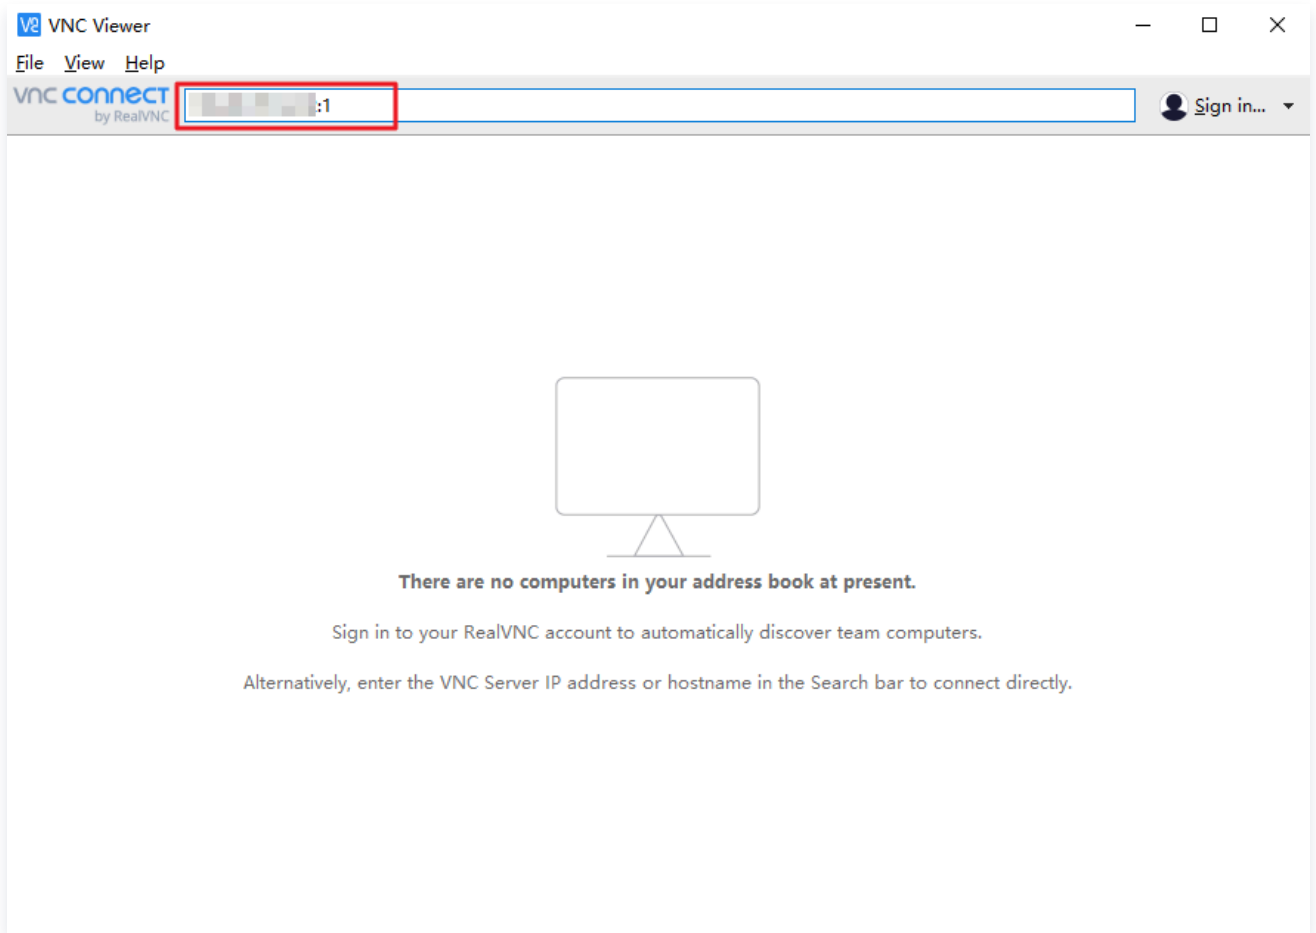 VNC Viewer
File View Help
vnc connect
by RealVNC
:1
Sign in...
There are no computers in your address book at present.
Sign in to your RealVNC account to automatically discover team computers.
Alternatively, enter the VNC Server IP address or hostname in the Search bar to connect directly.